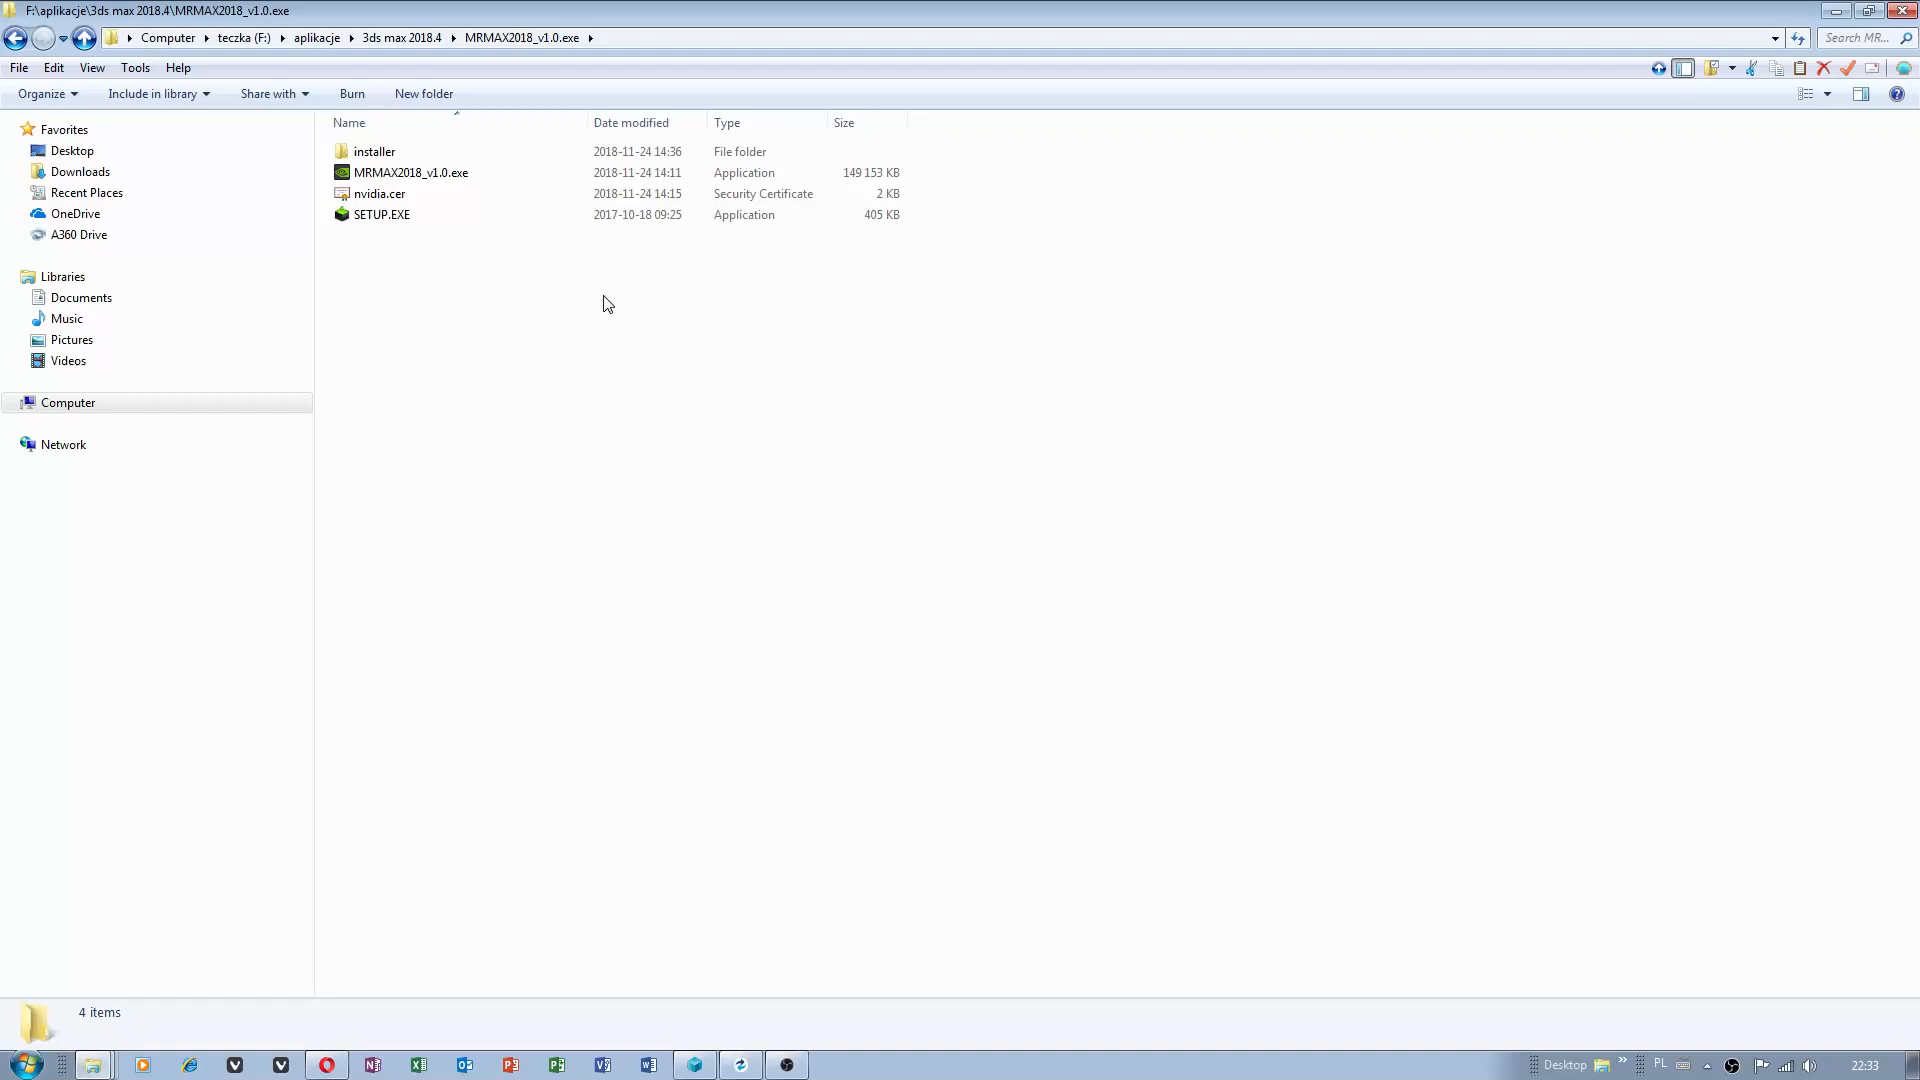 F:\aplikacje\3ds max 2018.4\MRMAX2018_v1.0.exe
Computer teczka (F:) aplikacje 3ds max 2018.4 MRMAX2018_v1.0.exe
Search MR...
File Edit View Tools Help
Organize Include in library Share with Burn New folder
Name Date modified Type Size
installer 2018-11-24 14:36 File folder
MRMAX2018_v1.0.exe 2018-11-24 14:11 Application 149 153 KB
nvidia.cer 2018-11-24 14:15 Security Certificate 2 KB
SETUP.EXE 2017-10-18 09:25 Application 405 KB
Favorites
Desktop
Downloads
Recent Places
OneDrive
A360 Drive
Libraries
Documents
Music
Pictures
Videos
Computer
Network
4 items
Desktop PL 22:33